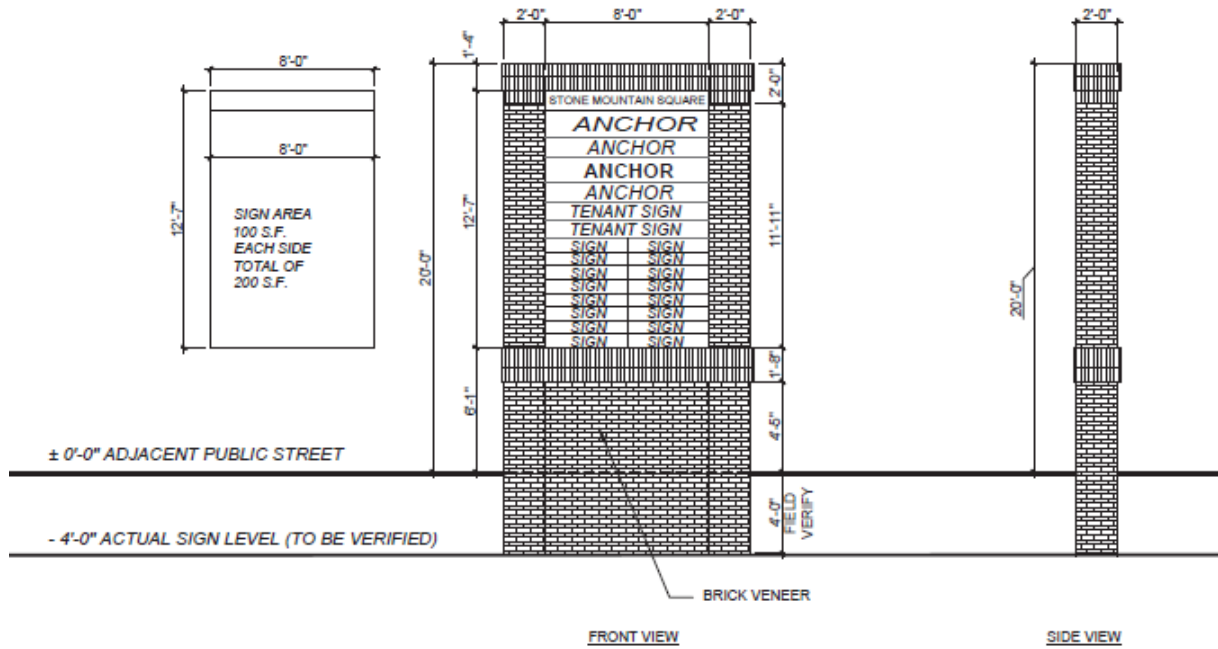 2'-0"
8'-0"
2'-0"
2'-0"
1'-4"
8'-0"
2'-0"
STONE MOUNTAIN SQUARE
ANCHOR
ANCHOR
ANCHOR
ANCHOR
TENANT SIGN
TENANT SIGN
SIGN SIGN
SIGN SIGN
SIGN SIGN
SIGN SIGN
SIGN SIGN
SIGN SIGN
SIGN SIGN
SIGN SIGN
8'-0"
12'-7"
SIGN AREA
100 S.F.
EACH SIDE
TOTAL OF
200 S.F.
20'-0"
12'-7"
11'-11"
20'-0"
1'-8"
6'-1"
4'-5"
± 0'-0" ADJACENT PUBLIC STREET
4'-0"
FIELD
VERIFY
- 4'-0" ACTUAL SIGN LEVEL (TO BE VERIFIED)
BRICK VENEER
FRONT VIEW
SIDE VIEW